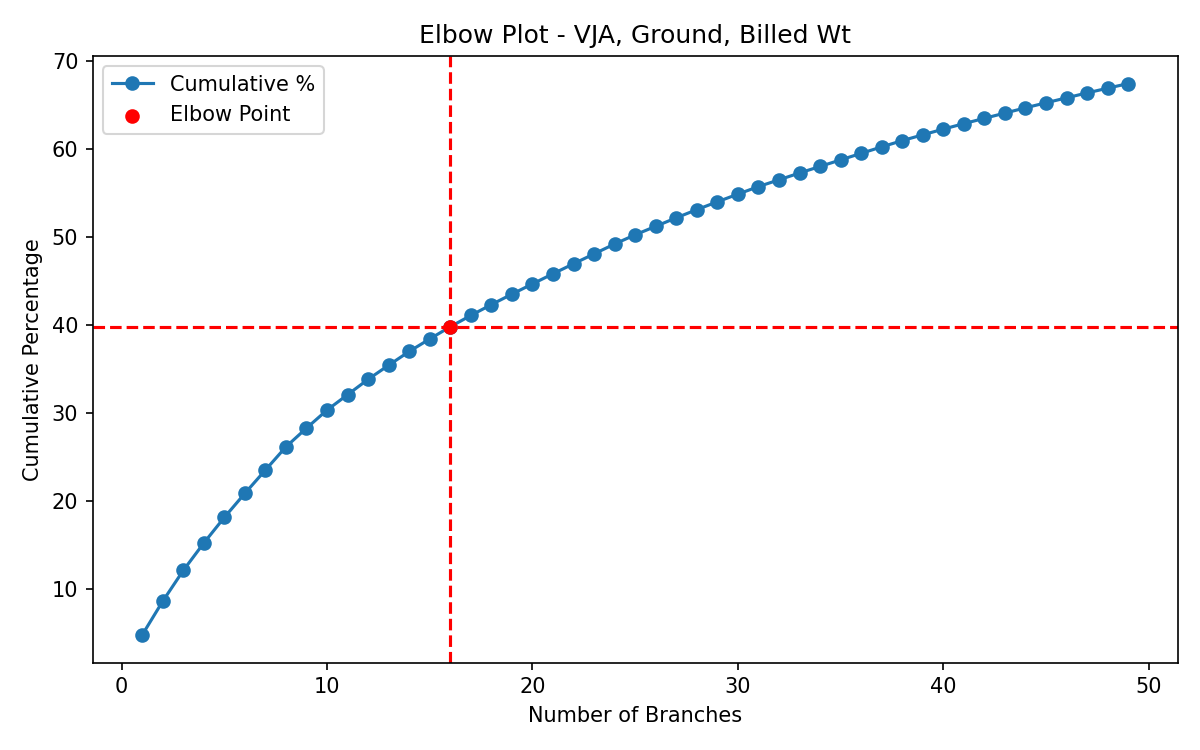 Elbow Plot - VJA, Ground, Billed Wt
Cumulative %
Elbow Point
Cumulative Percentage
70
60
50
40
30
20
10
0 10 20 30 40 50
Number of Branches